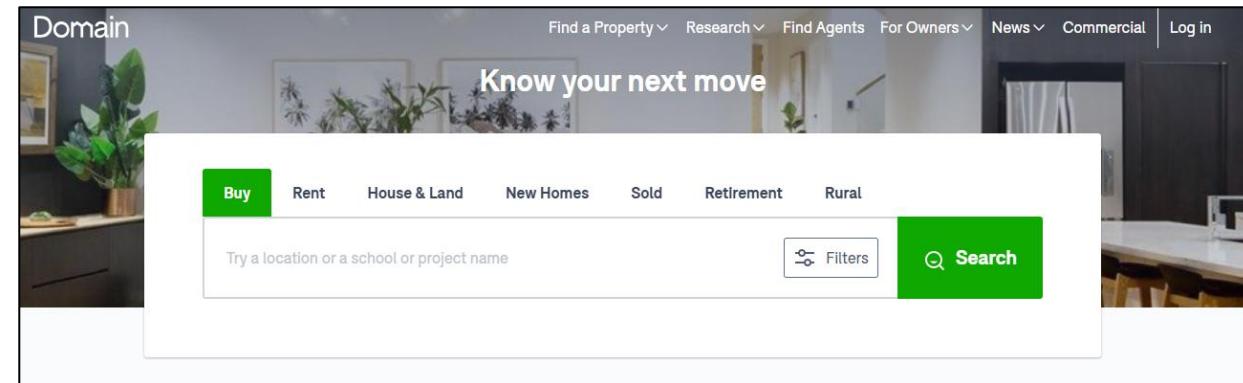 Domain Find a Property Research Find Agents For Owners News Commercial Log in
Know your next move
Buy Rent House & Land New Homes Sold Retirement Rural
Try a location or a school or project name Filters Search